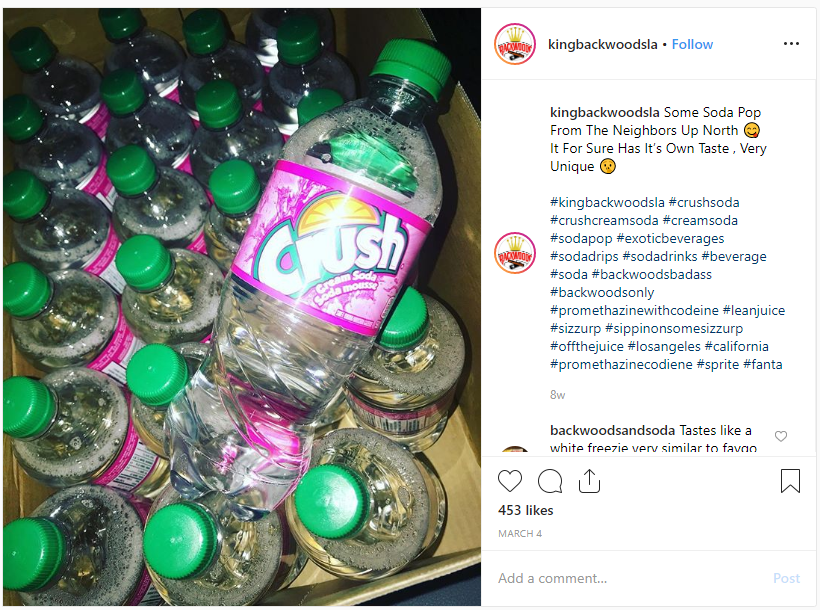 kingbackwoodsla • Follow
Crush
Cream Soda
Soda mousse
BACKWOODS
kingbackwoodsla Some Soda Pop
From The Neighbors Up North 😋
It For Sure Has It's Own Taste , Very
Unique 😗
#kingbackwoodsla #crushsoda
#crushcreamsoda #creamsoda
#sodapop #exoticbeverages
#sodadrips #sodadrinks #beverage
#soda #backwoodsbadass
#backwoodsonly
#promethazinewithcodeine #leanjuice
#sizzurp #sippinonsomesizzurp
#offthejuice #losangeles #california
#promethazinecodiene #sprite #fanta
8w
backwoodsandsoda Tastes like a
white freezie very similar to faygo
453 likes
MARCH 4
Add a comment...
Post